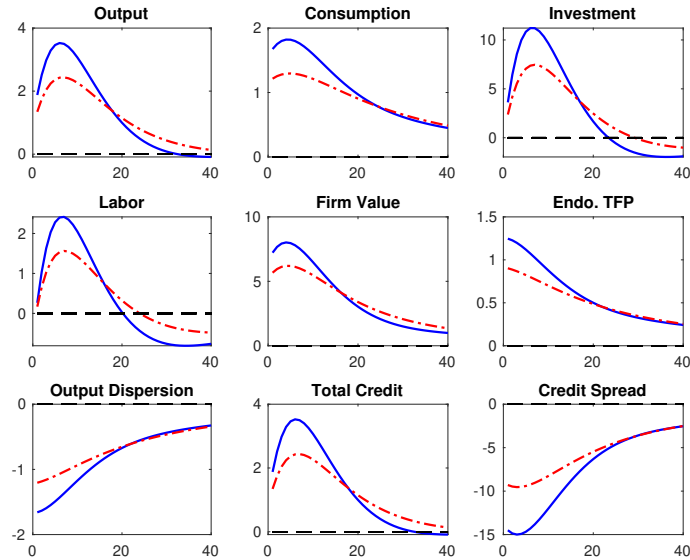 Output
Consumption
Investment
4
2
0
0 20 40
2
1
0
0 20 40
10
5
0
0 20 40
Labor
Firm Value
Endo. TFP
2
1
0
0 20 40
10
5
0
0 20 40
1.5
1
0.5
0
0 20 40
Output Dispersion
Total Credit
Credit Spread
0
-1
-2
0 20 40
4
2
0
0 20 40
0
-5
-10
-15
0 20 40